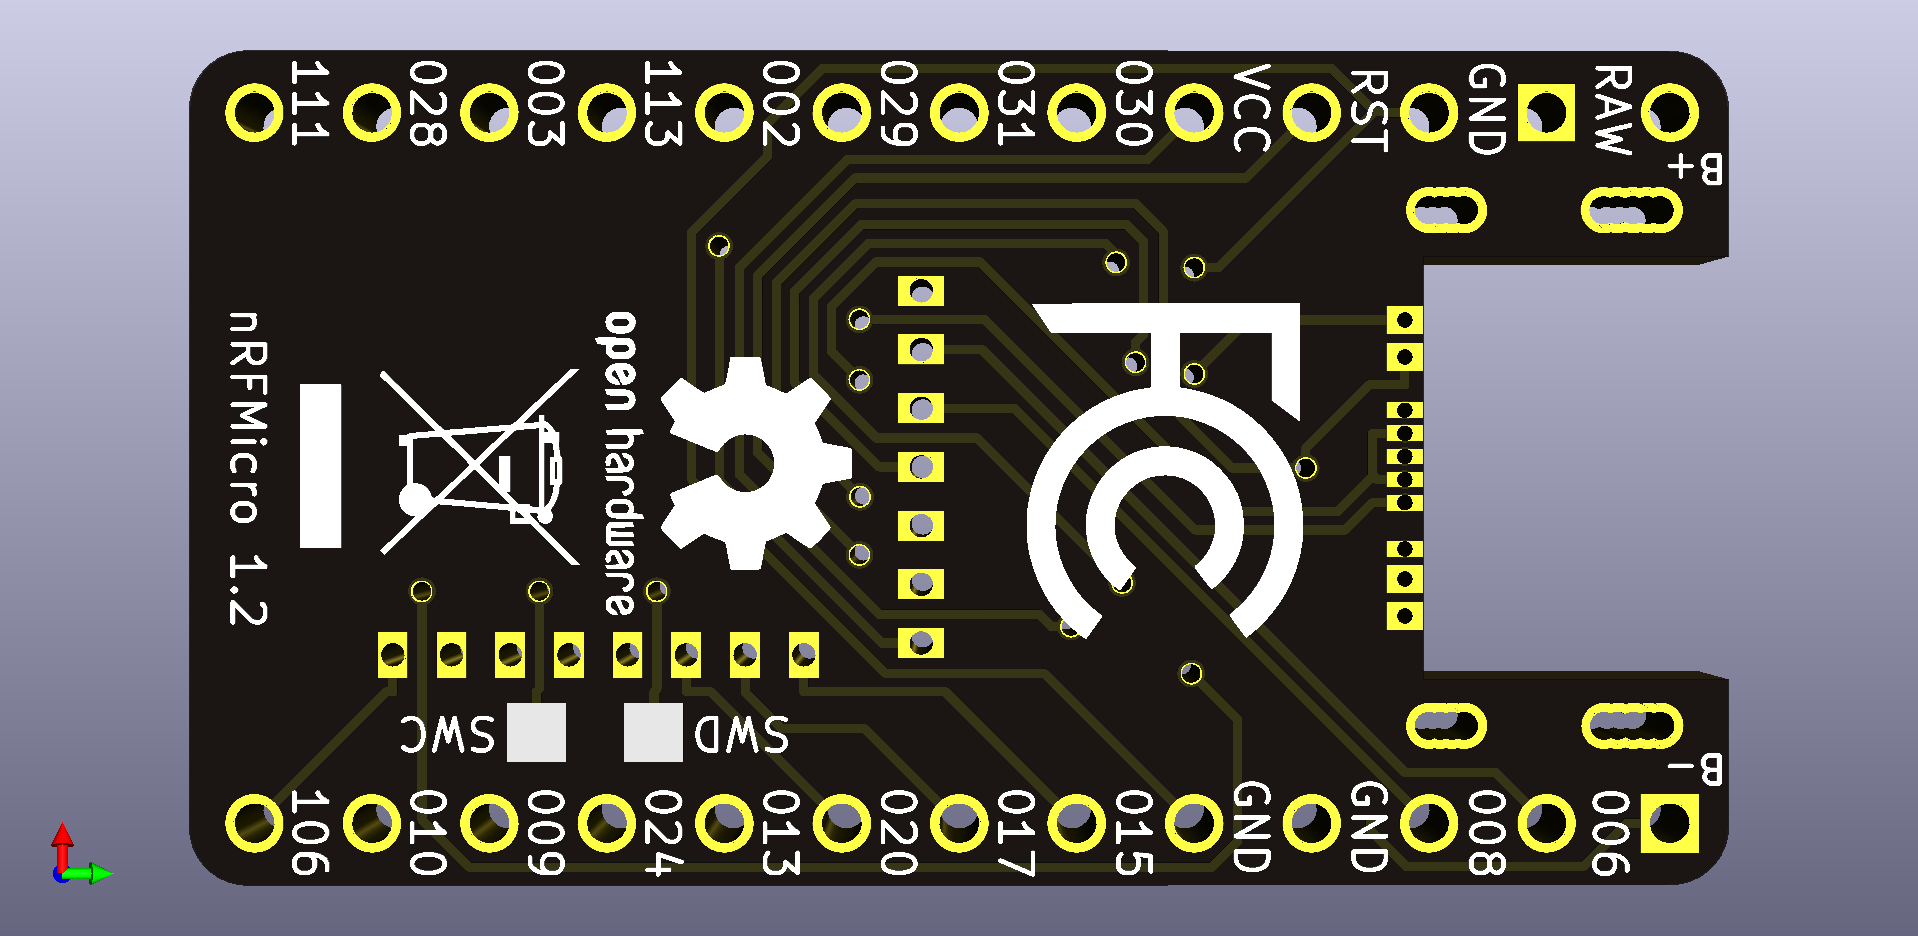 111
028
003
113
002
029
031
030
VCC
RST
GND
RAW
B+
nRFMicro 1.2
open hardware
SWC
SWD
B-
106
010
009
024
013
020
017
015
GND
GND
008
006